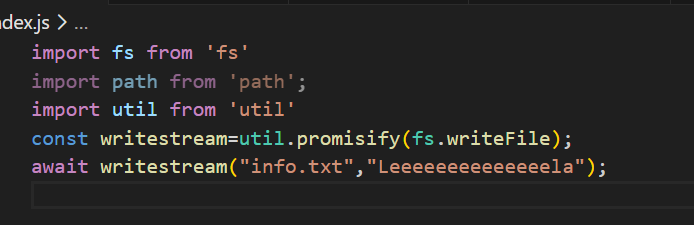 ndex.js > ...
import fs from 'fs'
import path from 'path';
import util from 'util'
const writestream=util.promisify(fs.writeFile);
await writestream("info.txt","Leeeeeeeeeeeeeela");